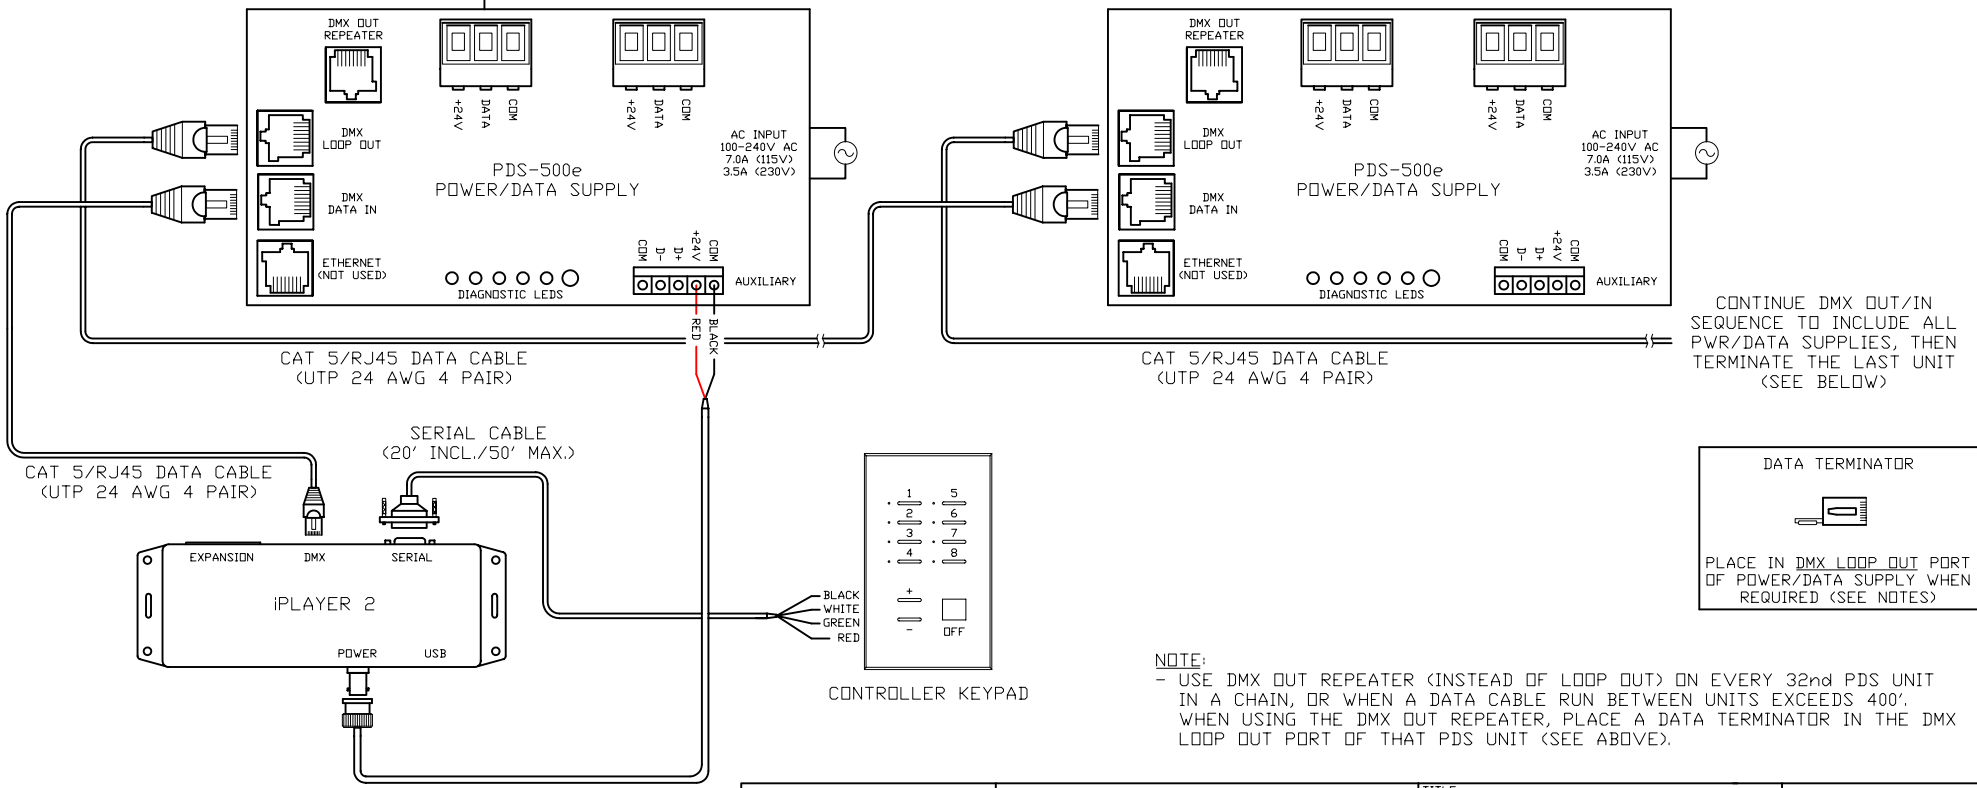 DMX OUT
REPEATER
+24V
DATA
COM
+24V
DATA
COM
DMX
LOOP OUT
AC INPUT
100-240V AC
7.0A (115V)
3.5A (230V)
PDS-500e
POWER/DATA SUPPLY
DMX
DATA IN
ETHERNET
(NOT USED)
DIAGNOSTIC LEDS
COM
D-
D+
+24V
COM
AUXILIARY
RED
BLACK
DMX OUT
REPEATER
+24V
DATA
COM
+24V
DATA
COM
DMX
LOOP OUT
AC INPUT
100-240V AC
7.0A (115V)
3.5A (230V)
PDS-500e
POWER/DATA SUPPLY
DMX
DATA IN
ETHERNET
(NOT USED)
DIAGNOSTIC LEDS
COM
D-
D+
+24V
COM
AUXILIARY
CONTINUE DMX OUT/IN
SEQUENCE TO INCLUDE ALL
PWR/DATA SUPPLIES, THEN
TERMINATE THE LAST UNIT
(SEE BELOW)
CAT 5/RJ45 DATA CABLE
(UTP 24 AWG 4 PAIR)
CAT 5/RJ45 DATA CABLE
(UTP 24 AWG 4 PAIR)
SERIAL CABLE
(20' INCL./50' MAX.)
CAT 5/RJ45 DATA CABLE
(UTP 24 AWG 4 PAIR)
EXPANSION
DMX
SERIAL
iPLAYER 2
POWER
USB
1
2
3
4
5
6
7
8
+
-
OFF
BLACK
WHITE
GREEN
RED
CONTROLLER KEYPAD
DATA TERMINATOR
PLACE IN DMX LOOP OUT PORT
OF POWER/DATA SUPPLY WHEN
REQUIRED (SEE NOTES)
NOTE:
- USE DMX OUT REPEATER (INSTEAD OF LOOP OUT) ON EVERY 32nd PDS UNIT
IN A CHAIN, OR WHEN A DATA CABLE RUN BETWEEN UNITS EXCEEDS 400'.
WHEN USING THE DMX OUT REPEATER, PLACE A DATA TERMINATOR IN THE DMX
LOOP OUT PORT OF THAT PDS UNIT (SEE ABOVE).